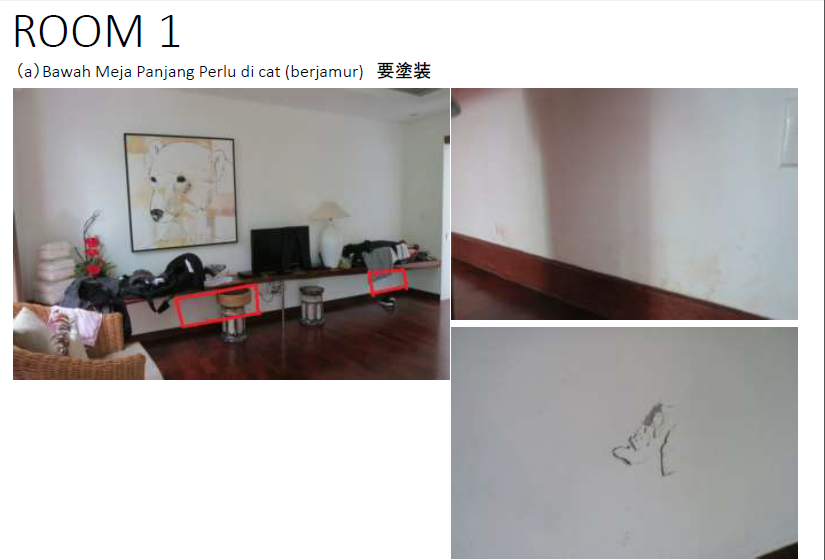 ROOM 1
（a）Bawah Meja Panjang Perlu di cat (berjamur) 要塗装